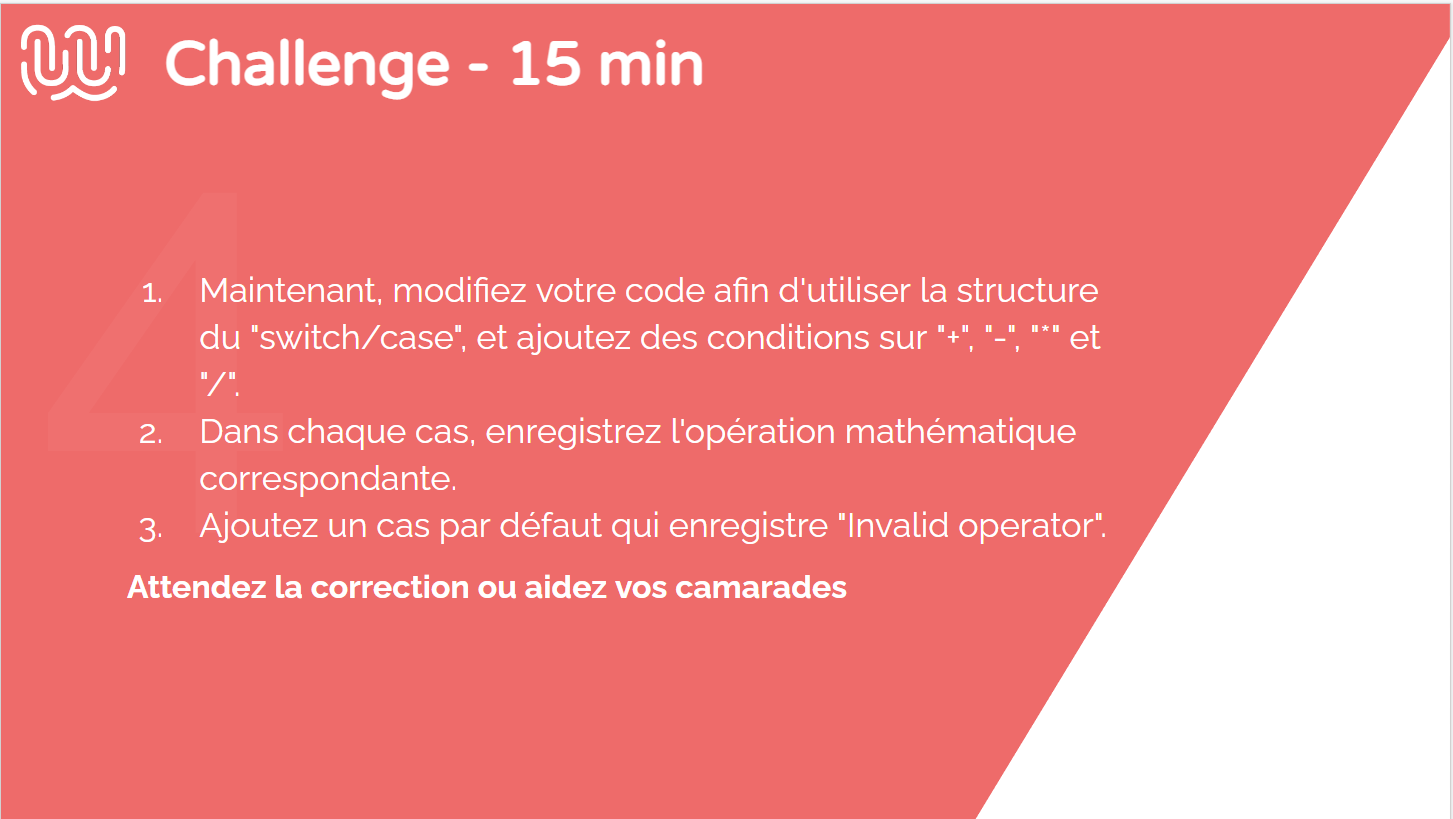 Challenge - 15 min
4
1. Maintenant, modifiez votre code afin d'utiliser la structure
du "switch/case", et ajoutez des conditions sur "+", "-", "*" et
"/".
2. Dans chaque cas, enregistrez l'opération mathématique
correspondante.
3. Ajoutez un cas par défaut qui enregistre "Invalid operator".
Attendez la correction ou aidez vos camarades